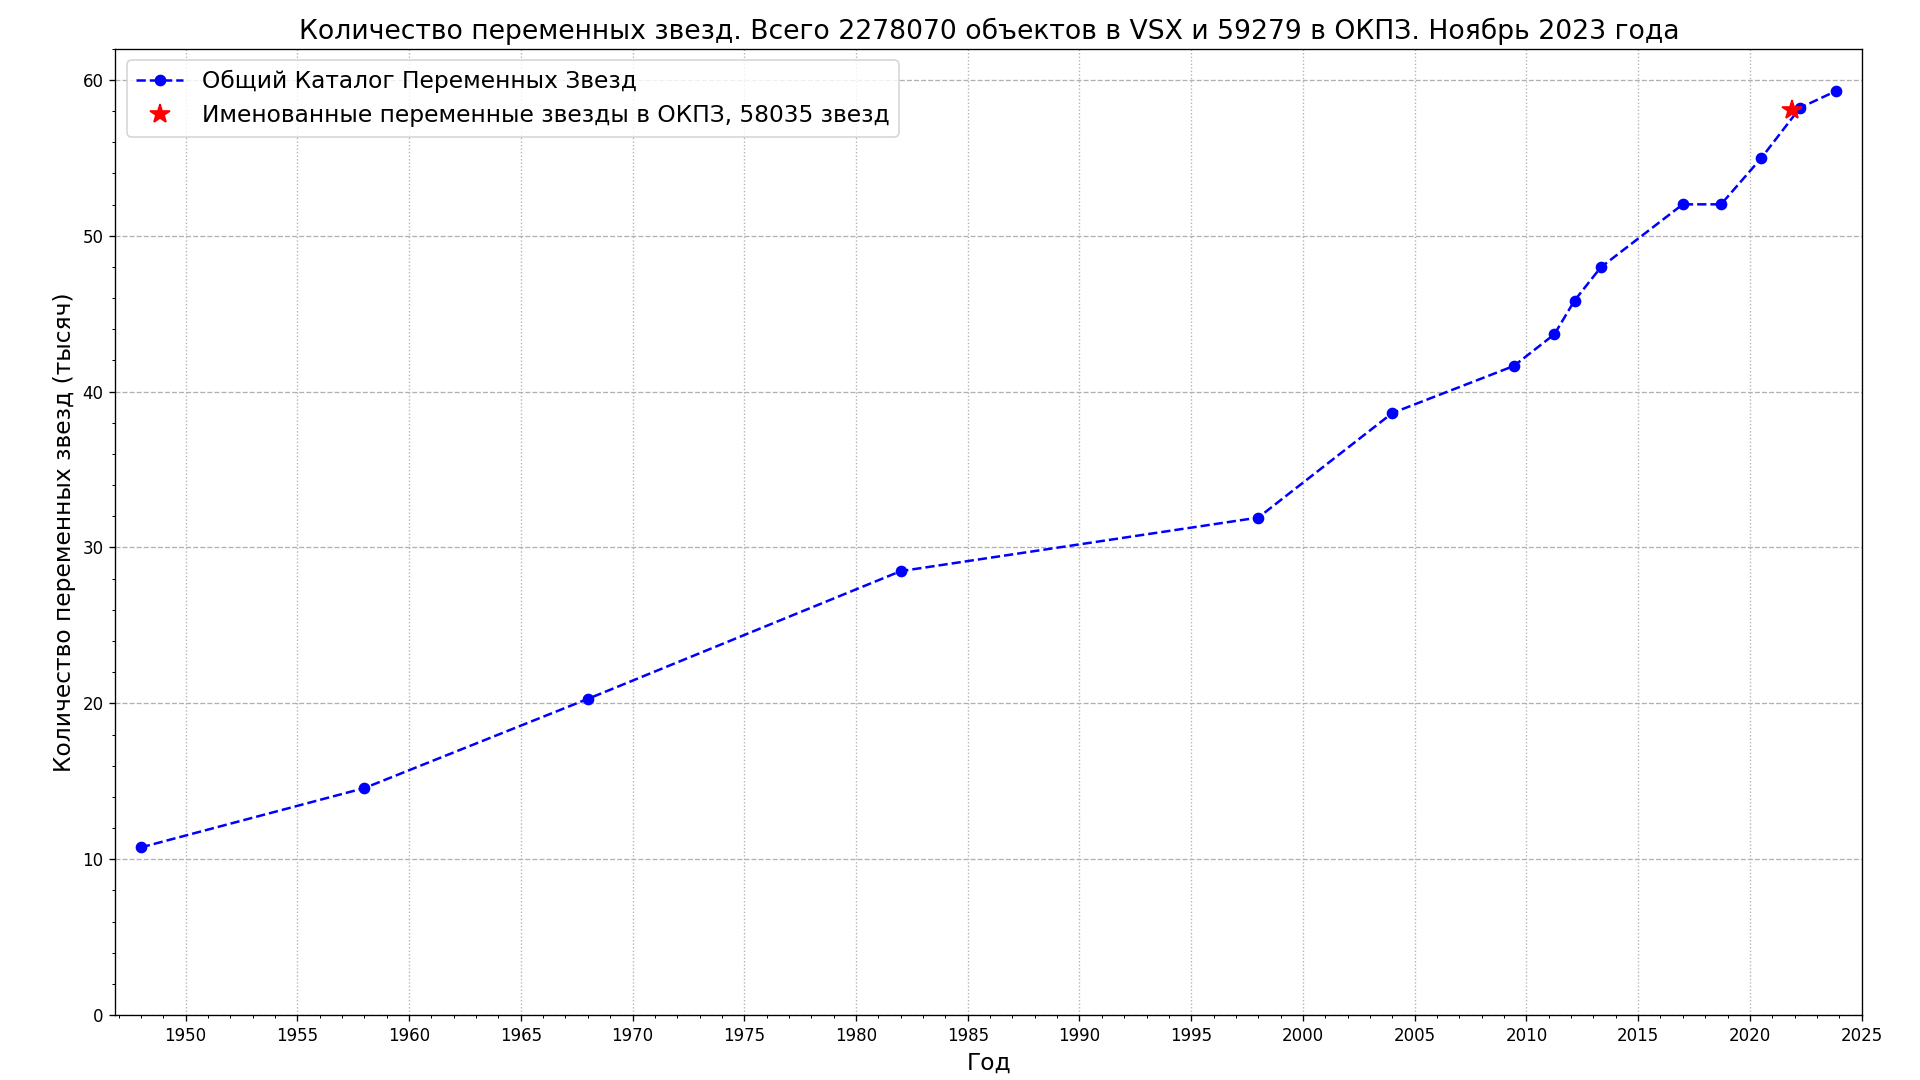 Количество переменных звезд. Всего 2278070 объектов в VSX и 59279 в ОКПЗ. Ноябрь 2023 года
Общий Каталог Переменных Звезд
Именованные переменные звезды в ОКПЗ, 58035 звезд
Количество переменных звезд (тысяч)
60
50
40
30
20
10
0
1950 1955 1960 1965 1970 1975 1980 1985 1990 1995 2000 2005 2010 2015 2020 2025
Год